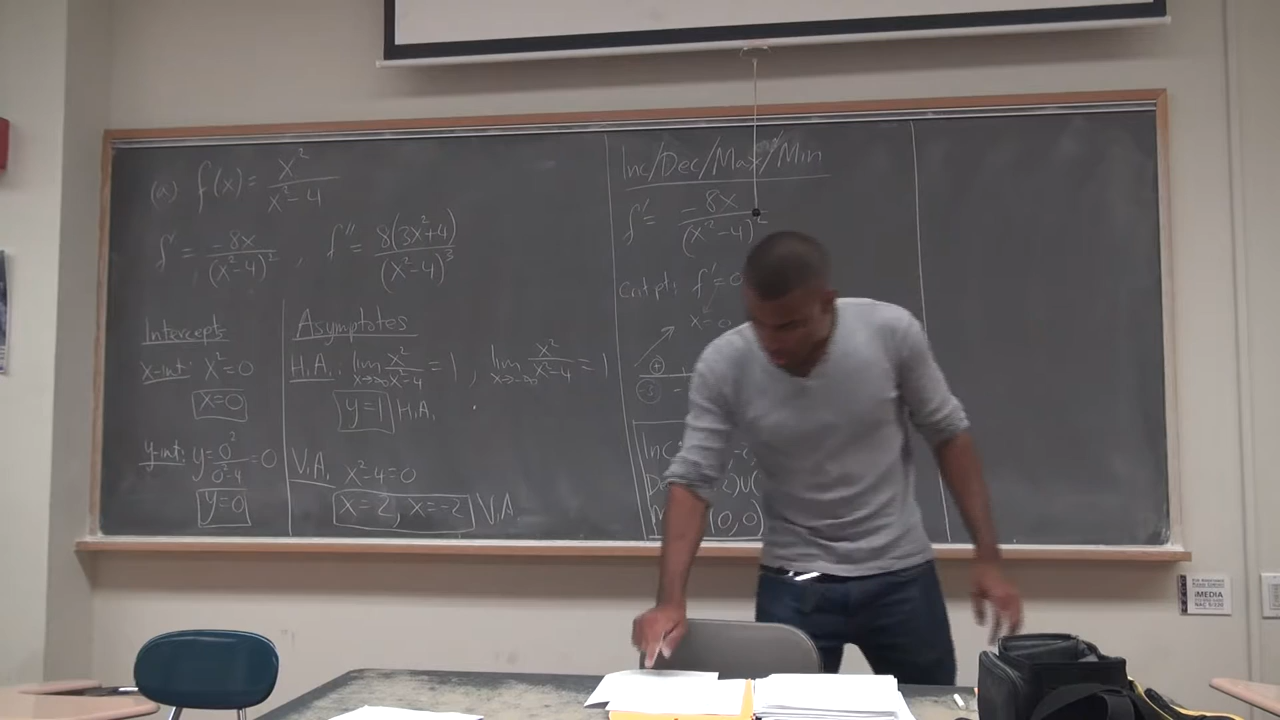 (a) f(x) = x²/(x²-4)
f' = -8x/(x²-4)² , f'' = 8(3x²+4)/(x²-4)³
Intercepts
x-int: x²=0
x=0
y-int: y = 0²/(0²-4) = 0
y=0
Asymptotes
H.A.: lim x→∞ x²/(x²-4) = 1 , lim x→-∞ x²/(x²-4) = 1
y=1 H.A.
V.A. x²-4=0
x=2, x=-2 V.A
Inc/Dec/Max/Min
f' = -8x/(x²-4)²
Crit pt: f'=0
x=0
+
-3
Inc
)U(
(0,0)
iMEDIA